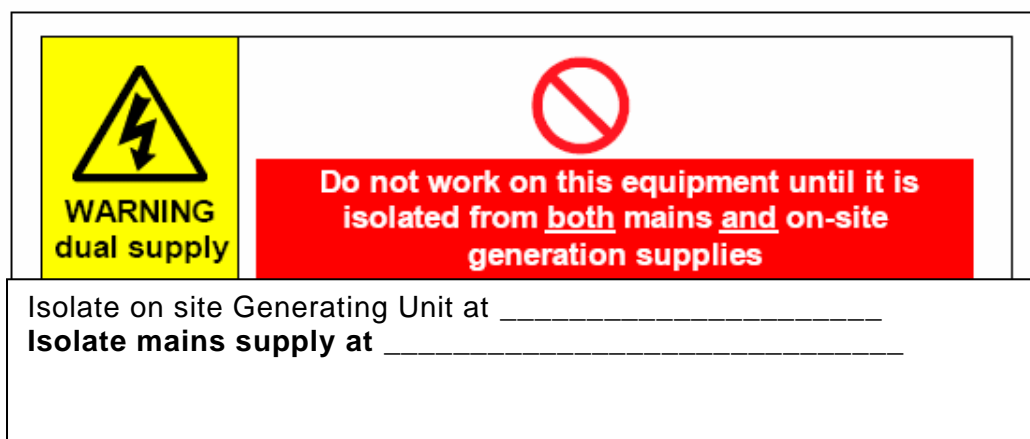 WARNING
dual supply
Do not work on this equipment until it is
isolated from both mains and on-site
generation supplies
Isolate on site Generating Unit at ______________________
Isolate mains supply at ______________________________